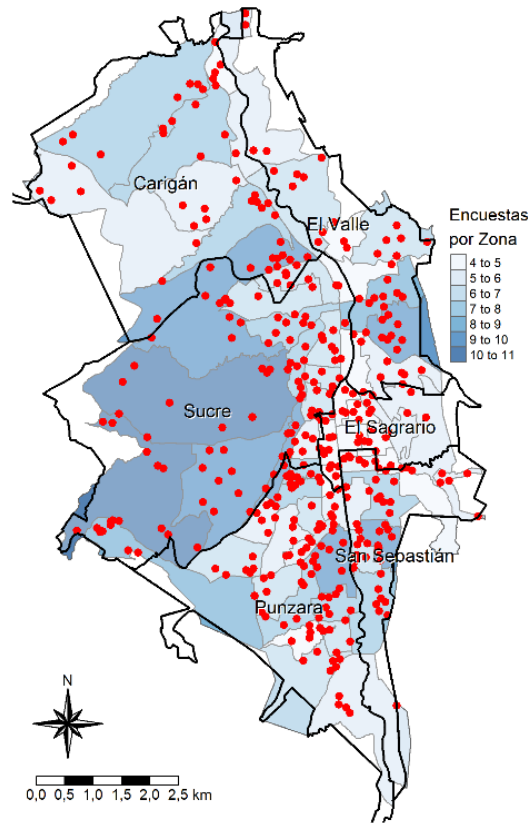 Carigán
El Valle
Encuestas
por Zona
4 to 5
5 to 6
6 to 7
7 to 8
8 to 9
9 to 10
10 to 11
Sucre
El Sagrario
San Sebastián
Punzara
N
0,0 0,5 1,0 1,5 2,0 2,5 km